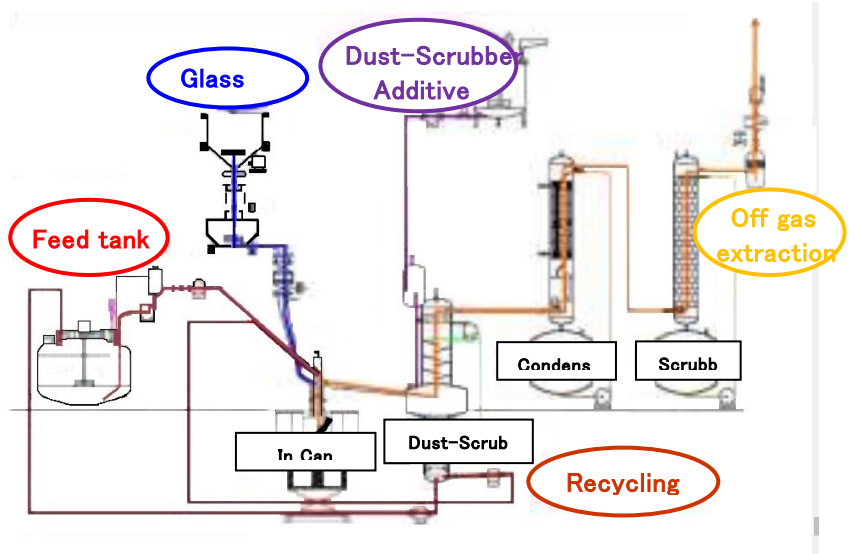 Glass
Dust-Scrubber
Additive
Feed tank
Off gas
extraction
Condens
Scrubb
In Can
Dust-Scrub
Recycling